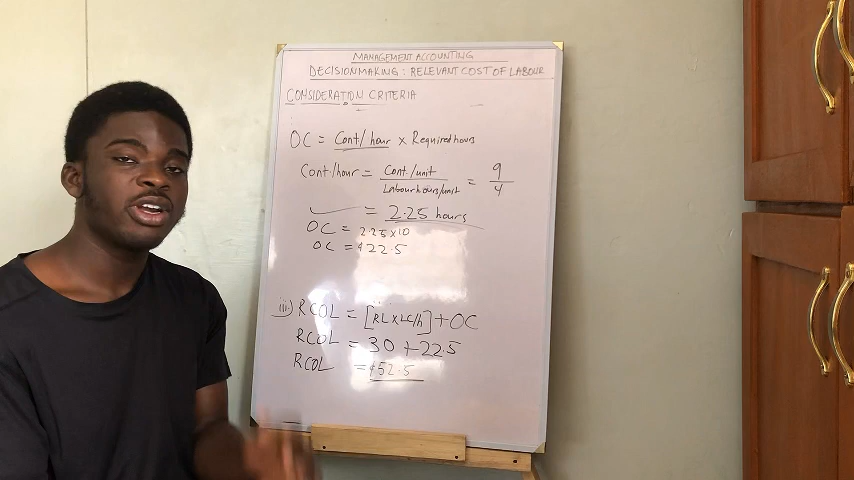 MANAGEMENT ACCOUNTING
DECISION MAKING: RELEVANT COST OF LABOUR
CONSIDERATION CRITERIA
OC = Cont/hour x Required hours
Cont/hour = Cont/unit / Labour hours/unit = 9/4
= 2.25 hours
OC = 2.25 x 10
OC = ¢22.5
iii) RCOL = [RL x LC/h] + OC
RCOL = 30 + 22.5
RCOL = ¢52.5